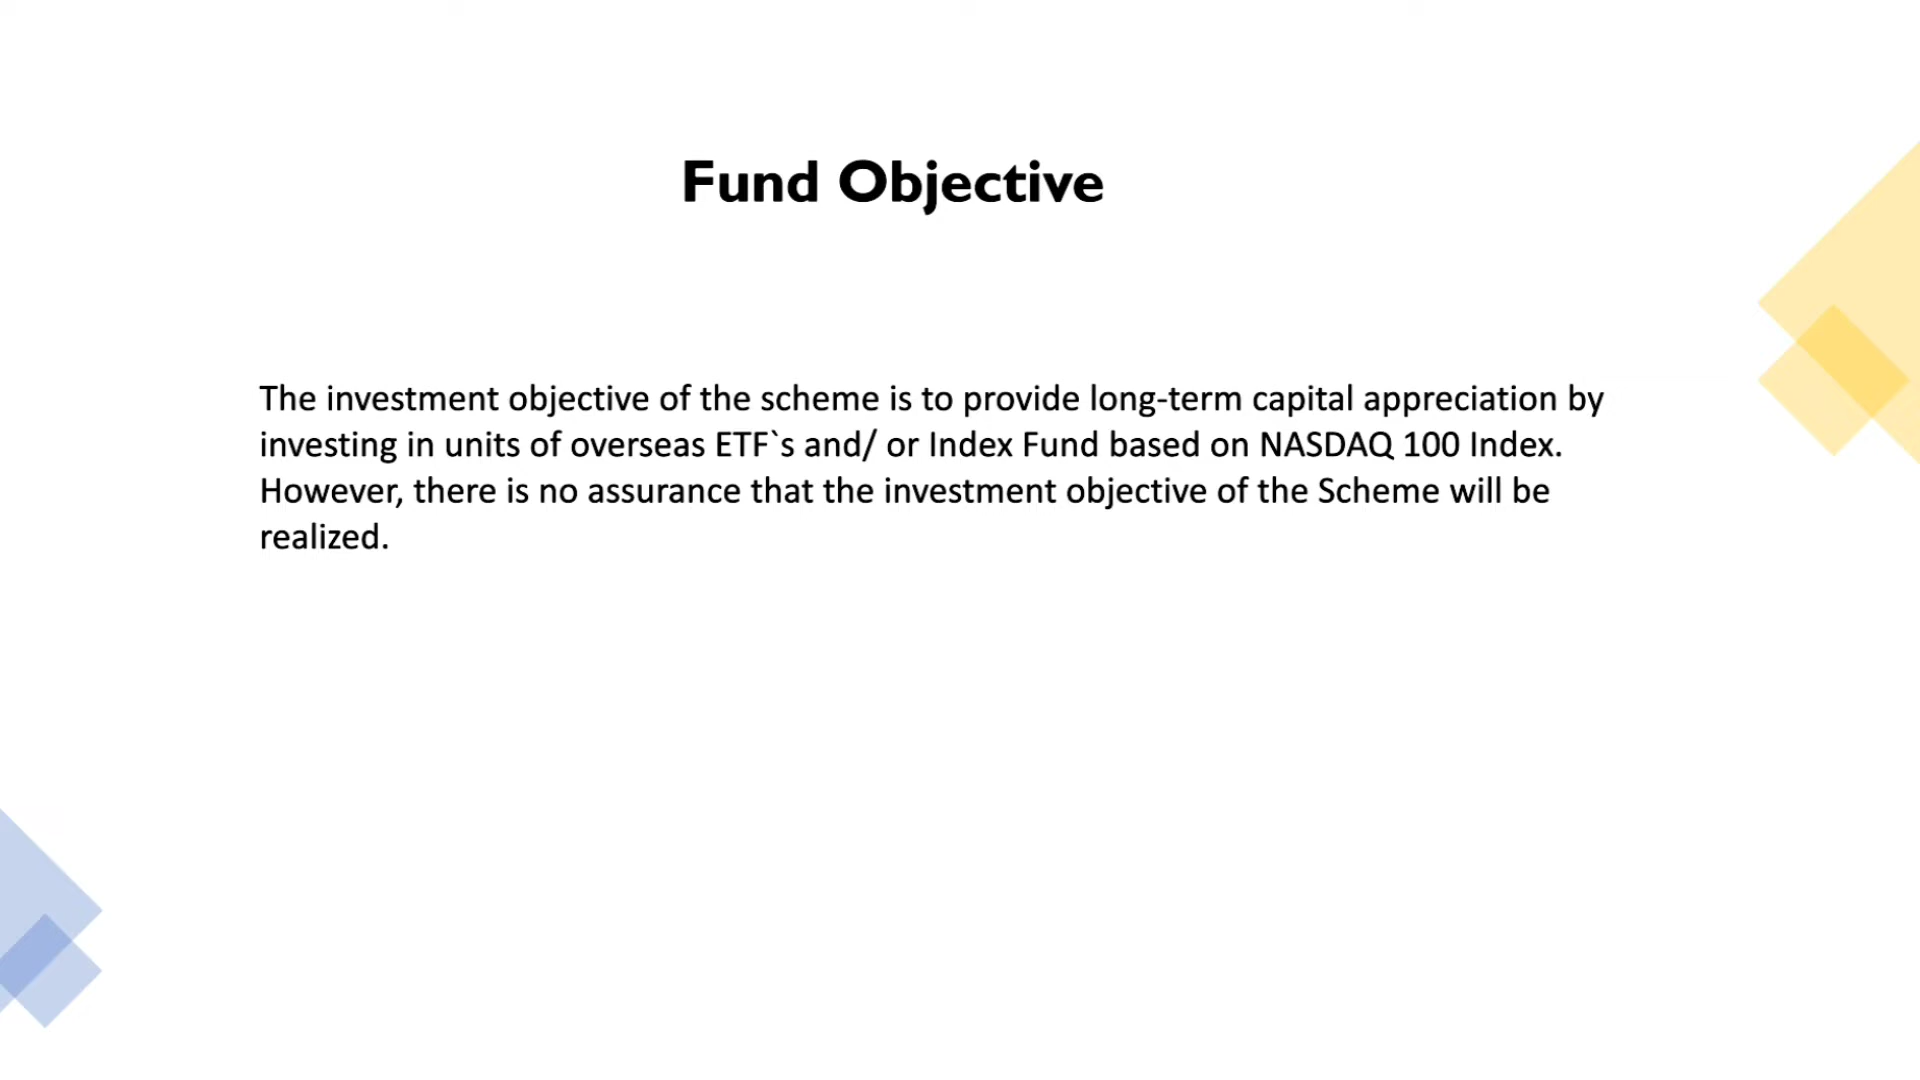 Fund Objective
The investment objective of the scheme is to provide long-term capital appreciation by
investing in units of overseas ETF`s and/ or Index Fund based on NASDAQ 100 Index.
However, there is no assurance that the investment objective of the Scheme will be
realized.